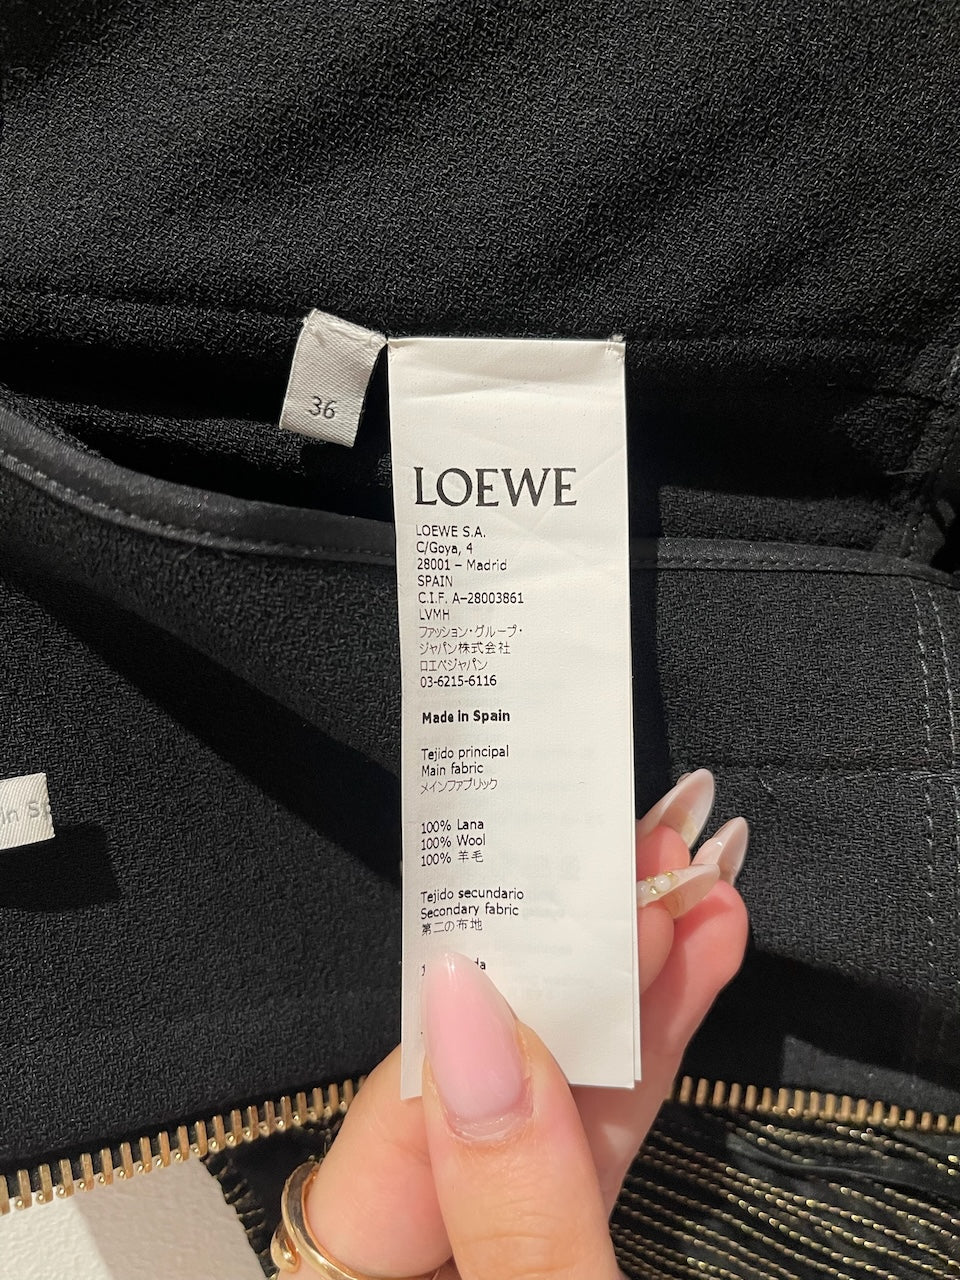 36
LOEWE
LOEWE S.A.
C/Goya, 4
28001 – Madrid
SPAIN
C.I.F. A–28003861
LVMH
ファッション・グループ・
ジャパン株式会社
ロエベジャパン
03-6215-6116
Made in Spain
Tejido principal
Main fabric
メインファブリック
100% Lana
100% Wool
100% 羊毛
Tejido secundario
Secondary fabric
第二の布地
in